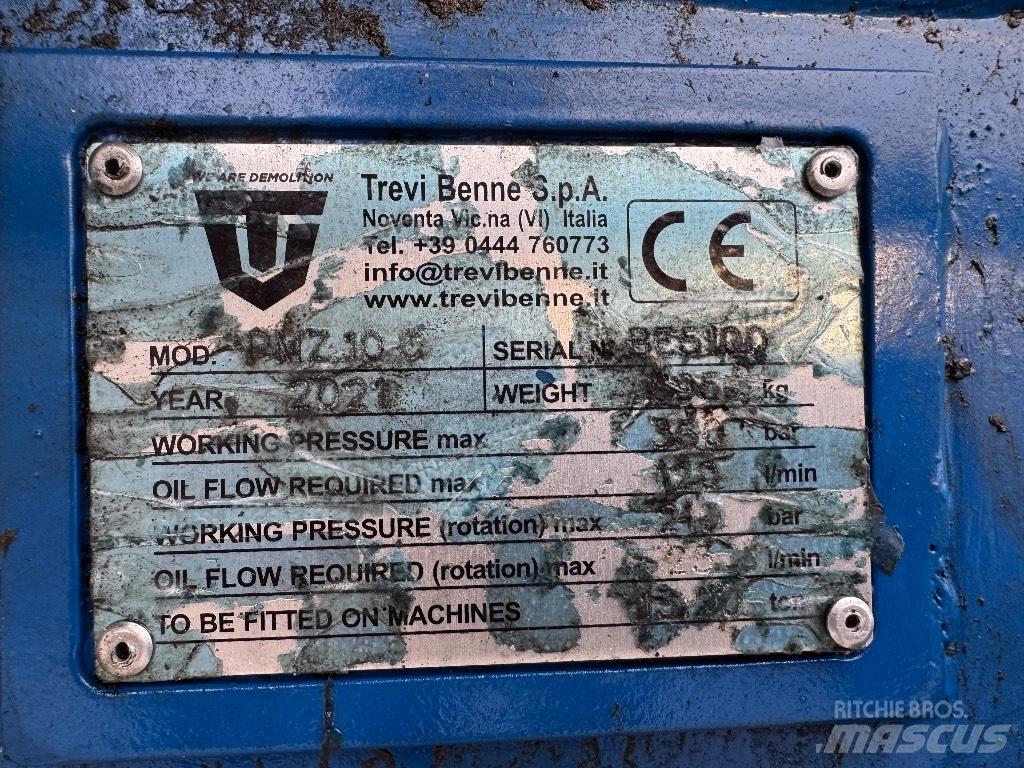 WE ARE DEMOLITION
Trevi Benne S.p.A.
Noventa Vic.na (VI) Italia
Tel. +39 0444 760773
info@trevibenne.it
www.trevibenne.it
CE
MOD.
SERIAL N°
YEAR 2021
WEIGHT kg
WORKING PRESSURE max bar
OIL FLOW REQUIRED max l/min
WORKING PRESSURE (rotation) max bar
OIL FLOW REQUIRED (rotation) max l/min
TO BE FITTED ON MACHINES ton
RITCHIE BROS.
MASCUS